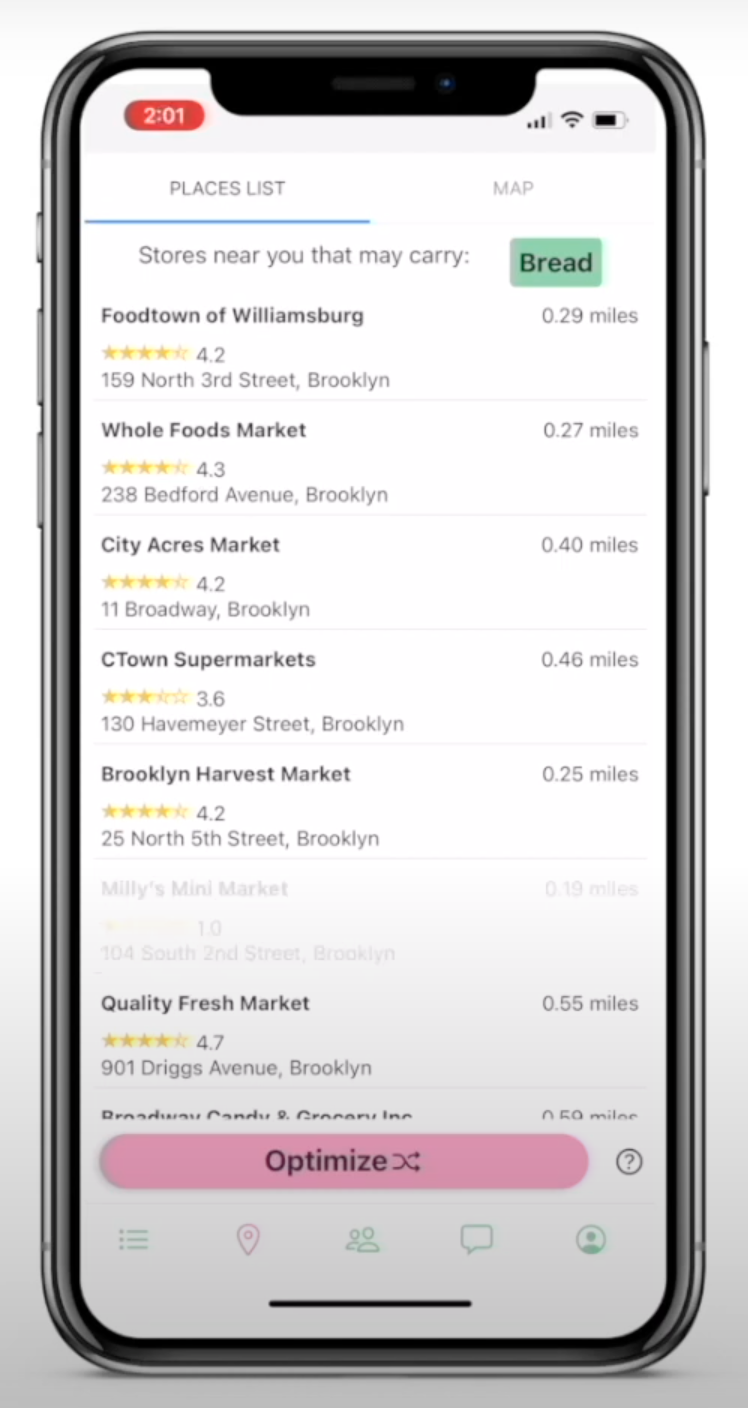 2:01
PLACES LIST MAP
Stores near you that may carry: Bread
Foodtown of Williamsburg 0.29 miles
★★★★⯪ 4.2
159 North 3rd Street, Brooklyn
Whole Foods Market 0.27 miles
★★★★⯪ 4.3
238 Bedford Avenue, Brooklyn
City Acres Market 0.40 miles
★★★★⯪ 4.2
11 Broadway, Brooklyn
CTown Supermarkets 0.46 miles
★★★⯪☆ 3.6
130 Havemeyer Street, Brooklyn
Brooklyn Harvest Market 0.25 miles
★★★★⯪ 4.2
25 North 5th Street, Brooklyn
Milly's Mini Market 0.19 miles
1.0
104 South 2nd Street, Brooklyn
Quality Fresh Market 0.55 miles
★★★★⯪ 4.7
901 Driggs Avenue, Brooklyn
Broadway Candy & Grocery Inc 0.59 miles
Optimize ?